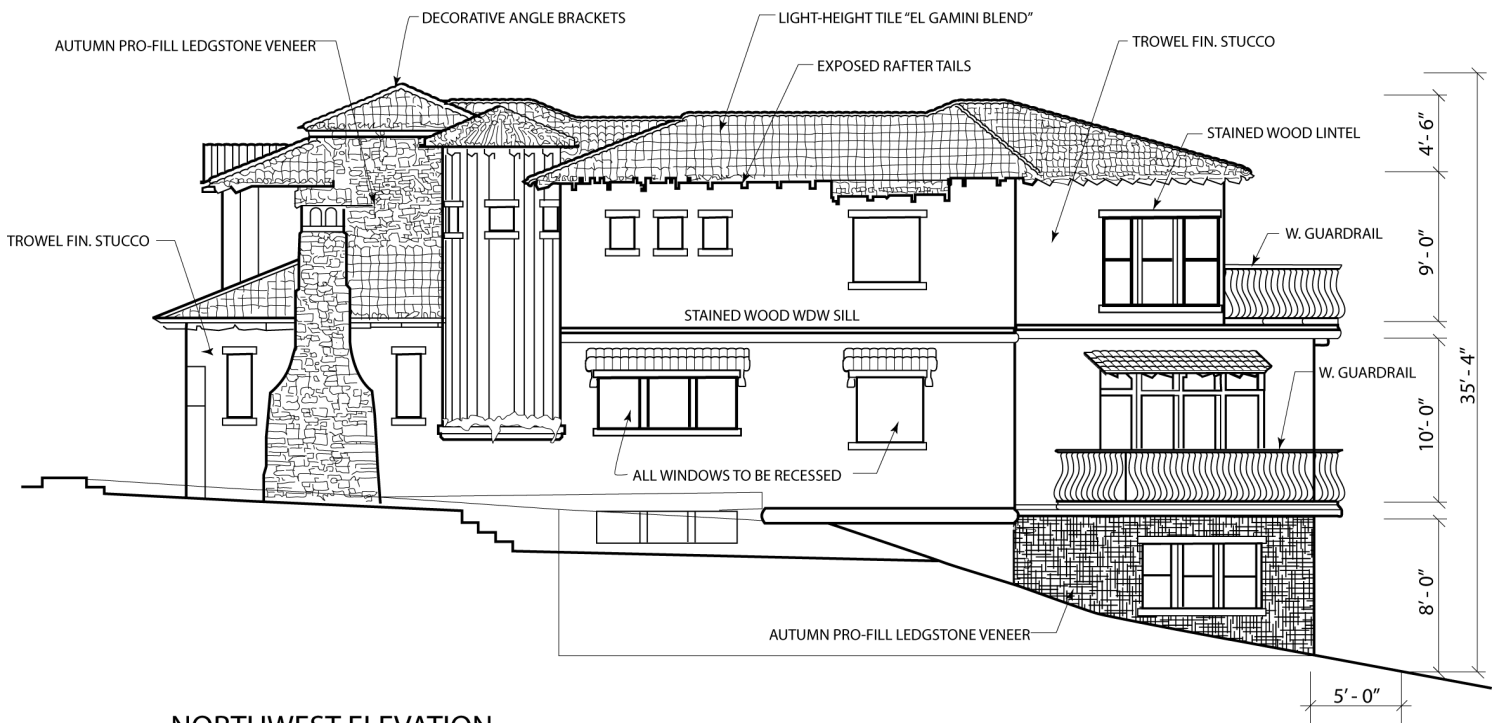 DECORATIVE ANGLE BRACKETS
LIGHT-HEIGHT TILE “EL GAMINI BLEND”
AUTUMN PRO-FILL LEDGSTONE VENEER
TROWEL FIN. STUCCO
EXPOSED RAFTER TAILS
4’ - 6”
STAINED WOOD LINTEL
TROWEL FIN. STUCCO
W. GUARDRAIL
9’ - 0”
STAINED WOOD WDW SILL
W. GUARDRAIL
35’ - 4”
10’ - 0”
ALL WINDOWS TO BE RECESSED
8’ - 0”
AUTUMN PRO-FILL LEDGSTONE VENEER
5’ - 0”
NORTHWEST ELEVATION